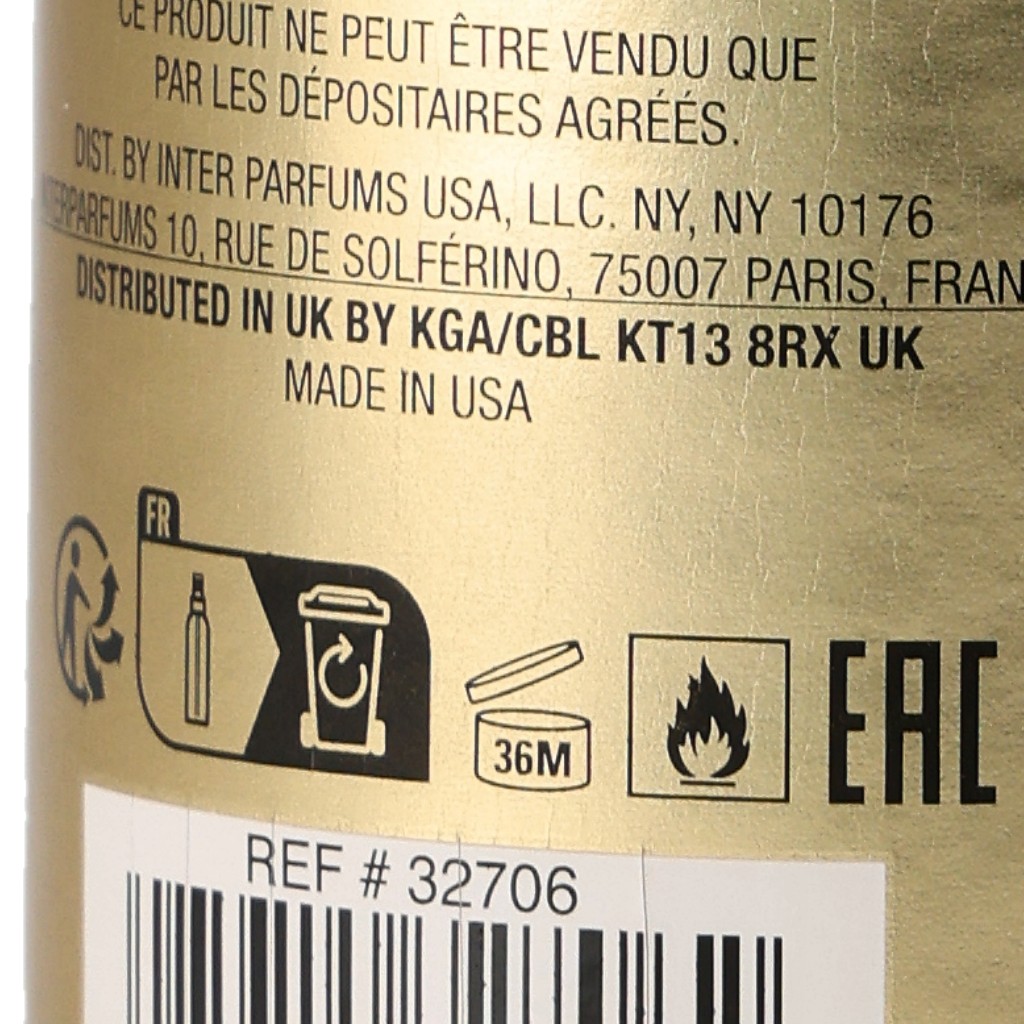 CE PRODUIT NE PEUT ÊTRE VENDU QUE
PAR LES DÉPOSITAIRES AGRÉÉS.
DIST. BY INTER PARFUMS USA, LLC. NY, NY 10176
INTERPARFUMS 10, RUE DE SOLFÉRINO, 75007 PARIS, FRAN
DISTRIBUTED IN UK BY KGA/CBL KT13 8RX UK
MADE IN USA
FR
36M
EAC
REF # 32706